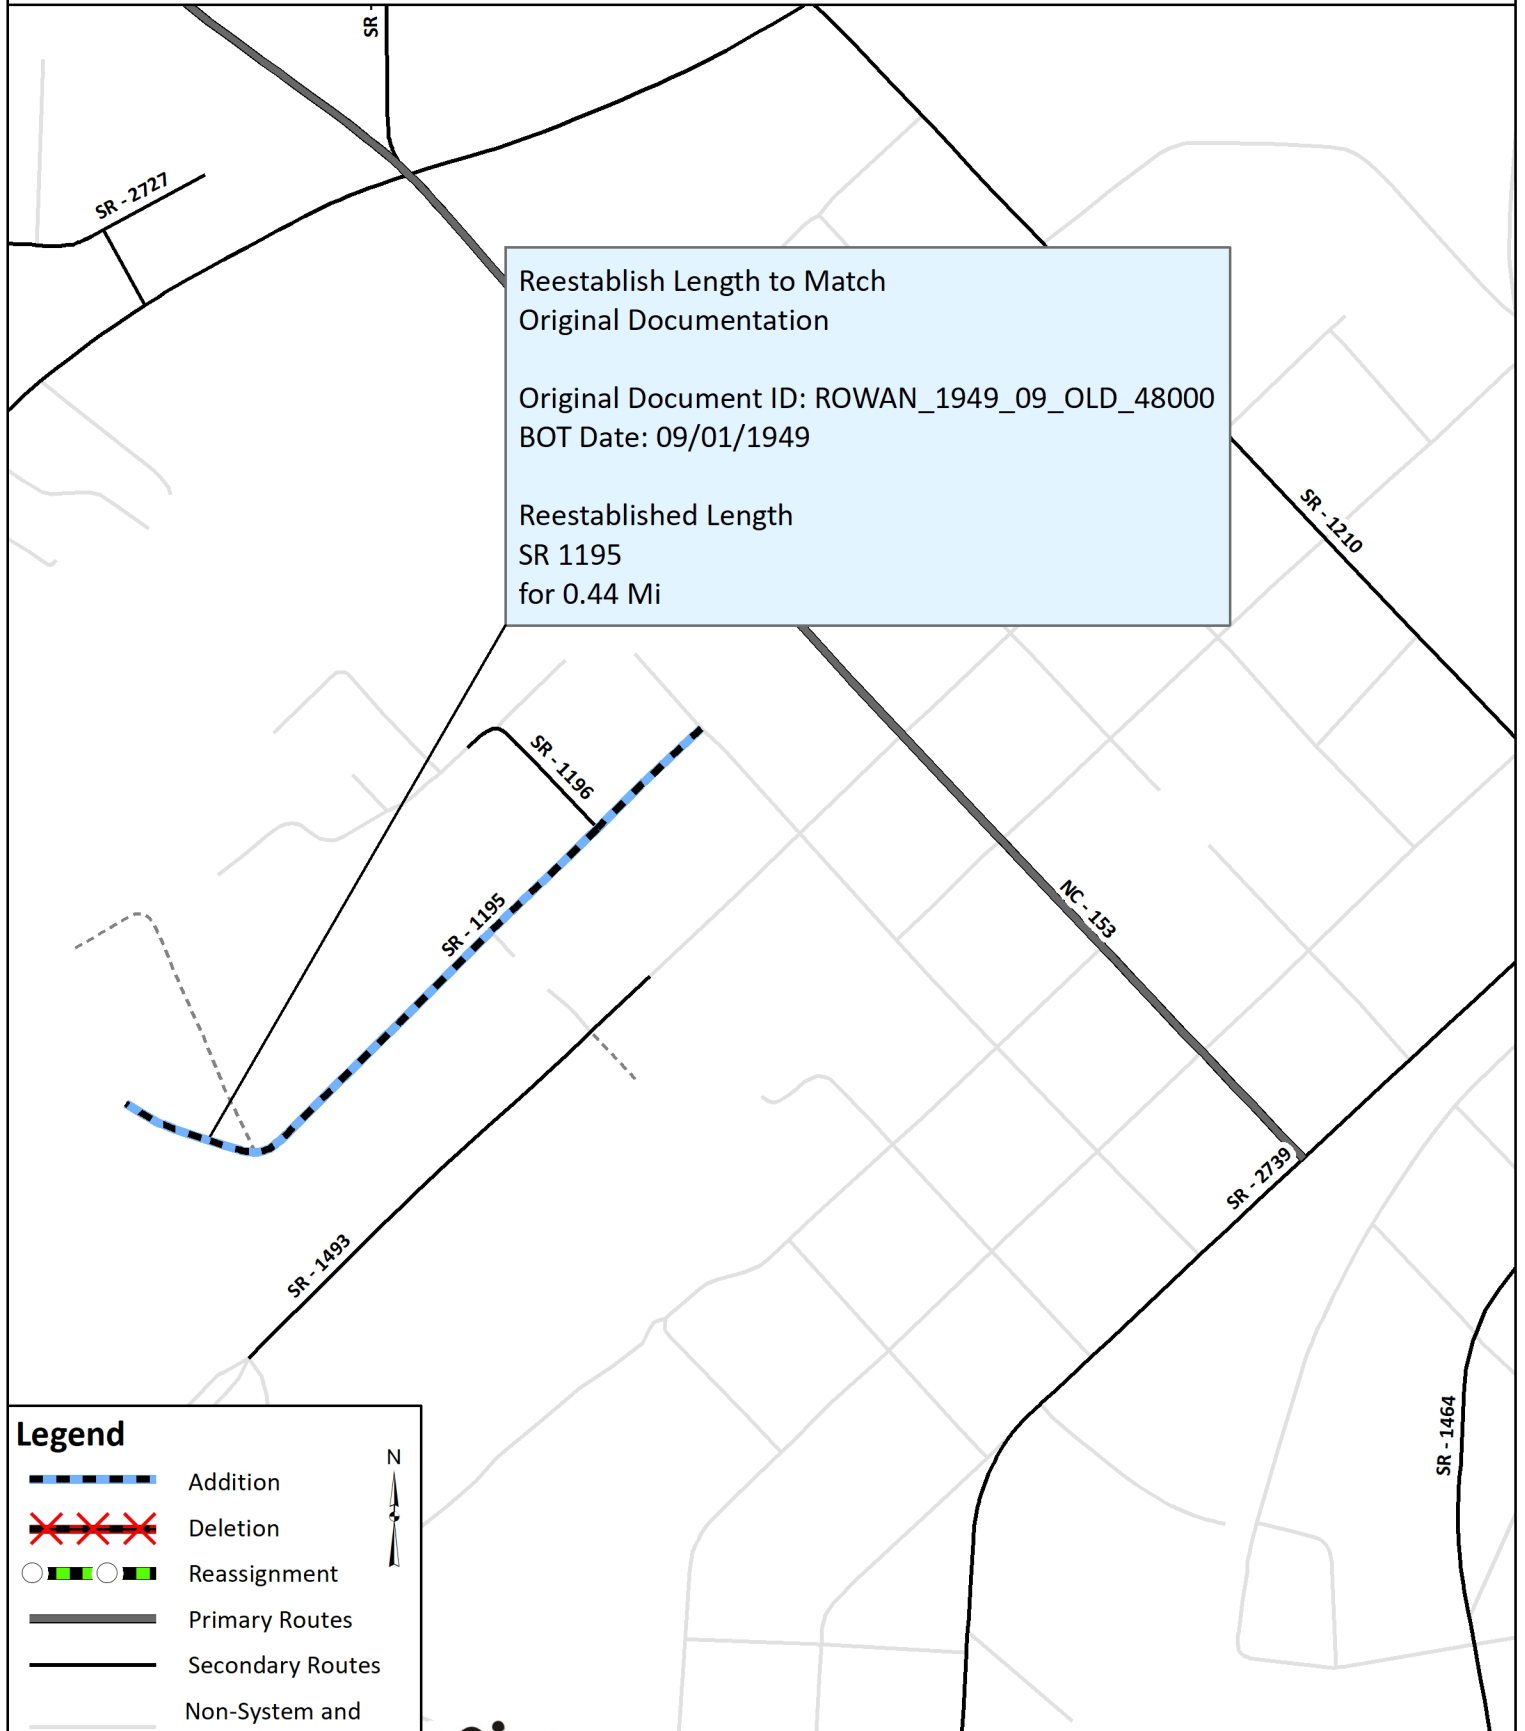 SR -
SR - 2727
Reestablish Length to Match
Original Documentation
Original Document ID: ROWAN_1949_09_OLD_48000
BOT Date: 09/01/1949
Reestablished Length
SR 1195
for 0.44 Mi
SR - 1210
SR - 1196
SR - 1195
NC - 153
SR - 2739
SR - 1493
SR - 1464
Legend
N
Addition
Deletion
Reassignment
Primary Routes
Secondary Routes
Non-System and